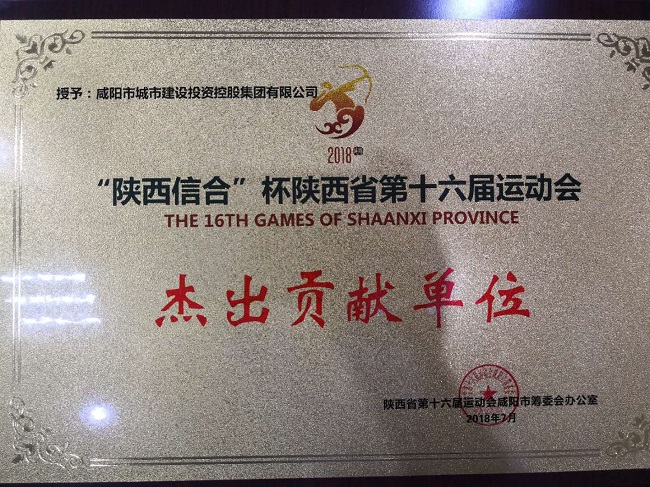 授予：咸阳市城市建设投资控股集团有限公司
2018
“陕西信合”杯陕西省第十六届运动会
THE 16TH GAMES OF SHAANXI PROVINCE
杰出贡献单位
陕西省第十六届运动会咸阳市筹委会办公室
2018年7月